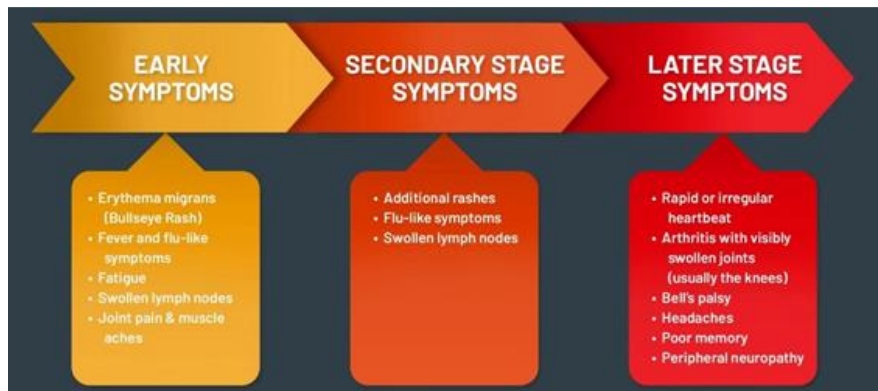 EARLY
SYMPTOMS
SECONDARY STAGE
SYMPTOMS
LATER STAGE
SYMPTOMS
• Erythema migrans
(Bullseye Rash)
• Fever and flu-like
symptoms
• Fatigue
• Swollen lymph nodes
• Joint pain & muscle
aches
• Additional rashes
• Flu-like symptoms
• Swollen lymph nodes
• Rapid or irregular
heartbeat
• Arthritis with visibly
swollen joints
(usually the knees)
• Bell's palsy
• Headaches
• Poor memory
• Peripheral neuropathy